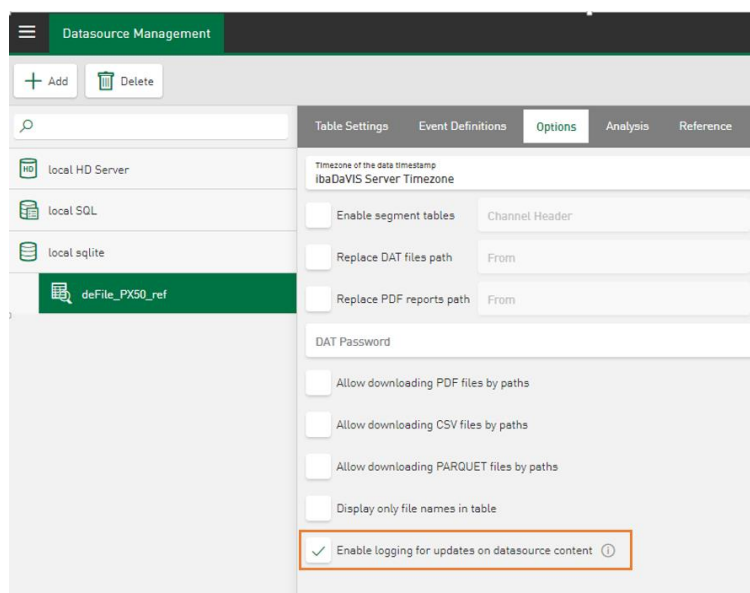 Datasource Management
Add
Delete
Table Settings
Event Definitions
Options
Analysis
Reference
HD
local HD Server
local SQL
local sqlite
deFile_PX50_ref
Timezone of the data timestamp
ibaDaVIS Server Timezone
Enable segment tables
Channel Header
Replace DAT files path
From
Replace PDF reports path
From
DAT Password
Allow downloading PDF files by paths
Allow downloading CSV files by paths
Allow downloading PARQUET files by paths
Display only file names in table
Enable logging for updates on datasource content